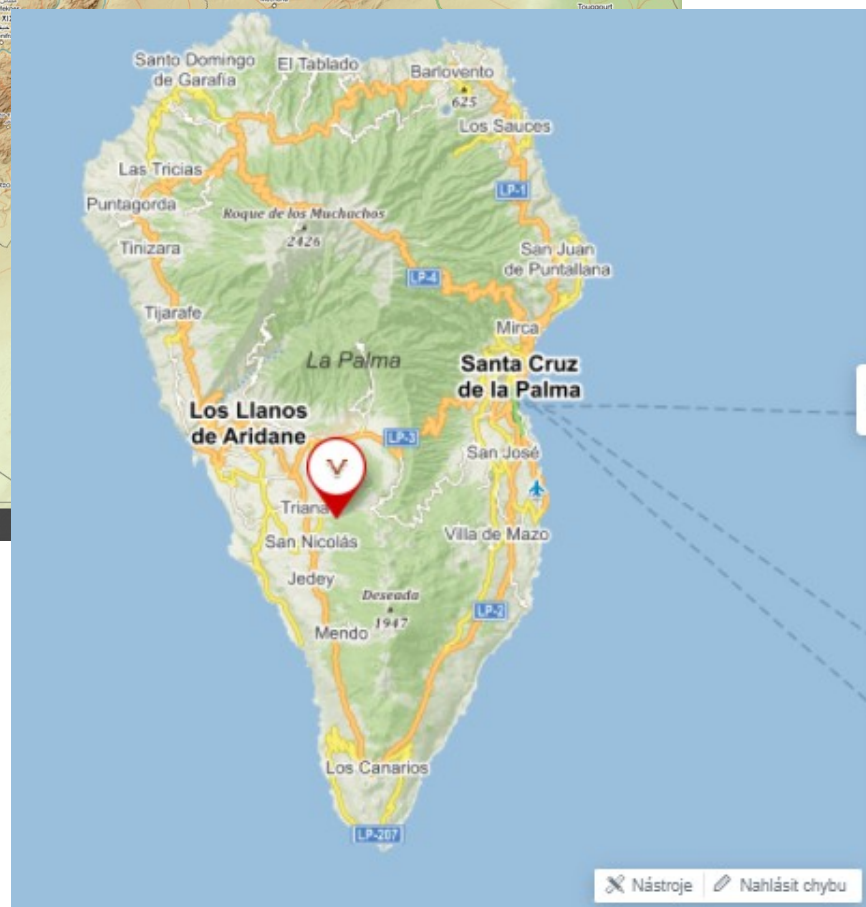 Touggourt
Santo Domingo
de Garafía
El Tablado
Barlovento
625
Los Sauces
Las Tricias
LP-1
Puntagorda
Roque de los Muchachos
2426
Tinizara
San Juan
de Puntallana
LP-4
Tijarafe
Mirca
La Palma
Santa Cruz
de la Palma
Los Llanos
de Aridane
LP-3
San José
Triana
San Nicolás
Villa de Mazo
Jedey
Deseada
1947
LP-2
Mendo
Los Canarios
LP-207
Nástroje
Nahlásit chybu